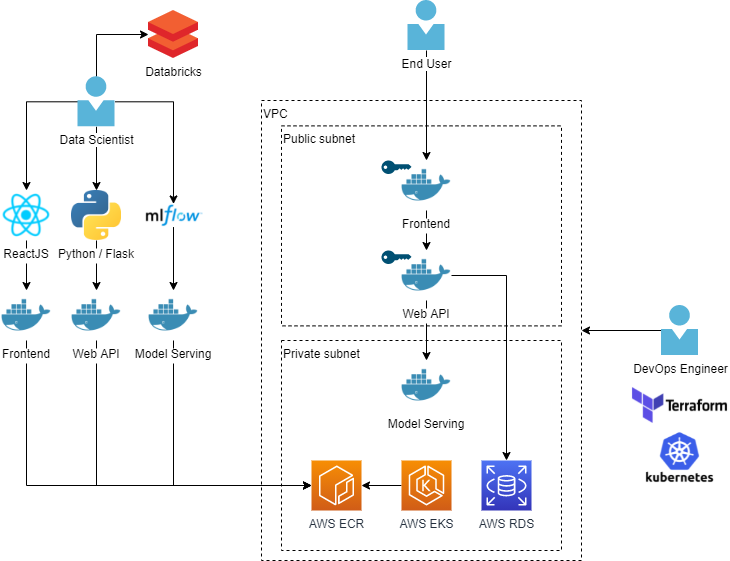 Databricks
End User
Data Scientist
VPC
Public subnet
Frontend
Web API
ReactJS
Python / Flask
mlflow
Frontend
Web API
Model Serving
Private subnet
Model Serving
AWS ECR
AWS EKS
AWS RDS
DevOps Engineer
Terraform
kubernetes